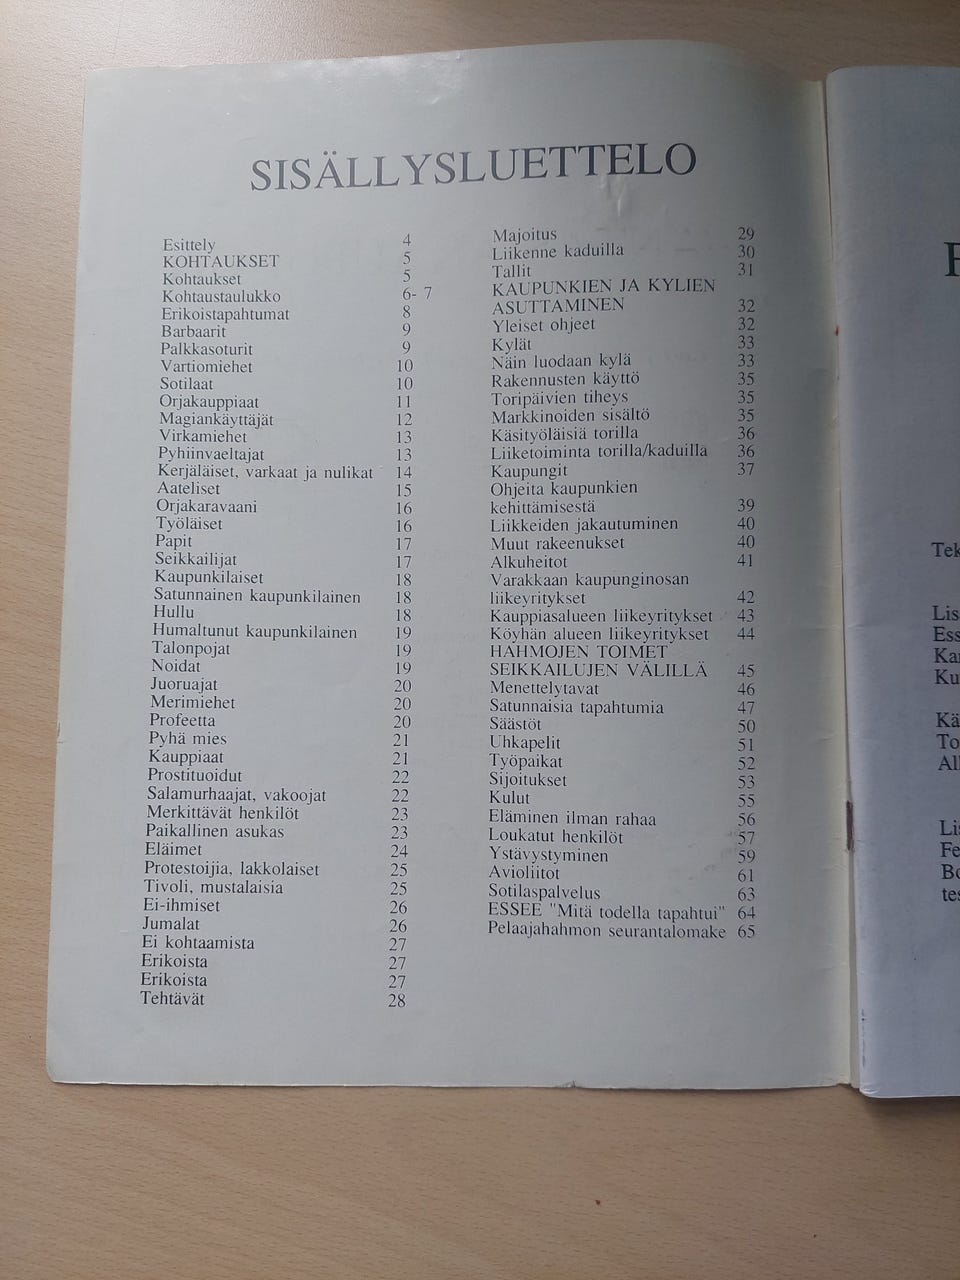 SISÄLLYSLUETTELO
Esittely 4
KOHTAUKSET 5
Kohtaukset 5
Kohtaustaulukko 6- 7
Erikoistapahtumat 8
Barbaarit 9
Palkkasoturit 9
Vartiomiehet 10
Sotilaat 10
Orjakauppiaat 11
Magiankäyttäjät 12
Virkamiehet 13
Pyhiinvaeltajat 13
Kerjäläiset, varkaat ja nulikat 14
Aateliset 15
Orjakaravaani 16
Työläiset 16
Papit 17
Seikkailijat 17
Kaupunkilaiset 18
Satunnainen kaupunkilainen 18
Hullu 18
Humaltunut kaupunkilainen 19
Talonpojat 19
Noidat 19
Juoruajat 20
Merimiehet 20
Profeetta 20
Pyhä mies 21
Kauppiaat 21
Prostituoidut 22
Salamurhaajat, vakoojat 22
Merkittävät henkilöt 23
Paikallinen asukas 23
Eläimet 24
Protestoijia, lakkolaiset 25
Tivoli, mustalaisia 25
Ei-ihmiset 26
Jumalat 26
Ei kohtaamista 27
Erikoista 27
Erikoista 27
Tehtävät 28
Majoitus 29
Liikenne kaduilla 30
Tallit 31
KAUPUNKIEN JA KYLIEN
ASUTTAMINEN 32
Yleiset ohjeet 32
Kylät 33
Näin luodaan kylä 33
Rakennusten käyttö 35
Toripäivien tiheys 35
Markkinoiden sisältö 35
Käsityöläisiä torilla 36
Liiketoiminta torilla/kaduilla 36
Kaupungit 37
Ohjeita kaupunkien
kehittämisestä 39
Liikkeiden jakautuminen 40
Muut rakeenukset 40
Alkuheitot 41
Varakkaan kaupunginosan
liikeyritykset 42
Kauppiasalueen liikeyritykset 43
Köyhän alueen liikeyritykset 44
HAHMOJEN TOIMET
SEIKKAILUJEN VÄLILLÄ 45
Menettelytavat 46
Satunnaisia tapahtumia 47
Säästöt 50
Uhkapelit 51
Työpaikat 52
Sijoitukset 53
Kulut 55
Eläminen ilman rahaa 56
Loukatut henkilöt 57
Ystävystyminen 59
Avioliitot 61
Sotilaspalvelus 63
ESSEE "Mitä todella tapahtui" 64
Pelaajahahmon seurantalomake 65